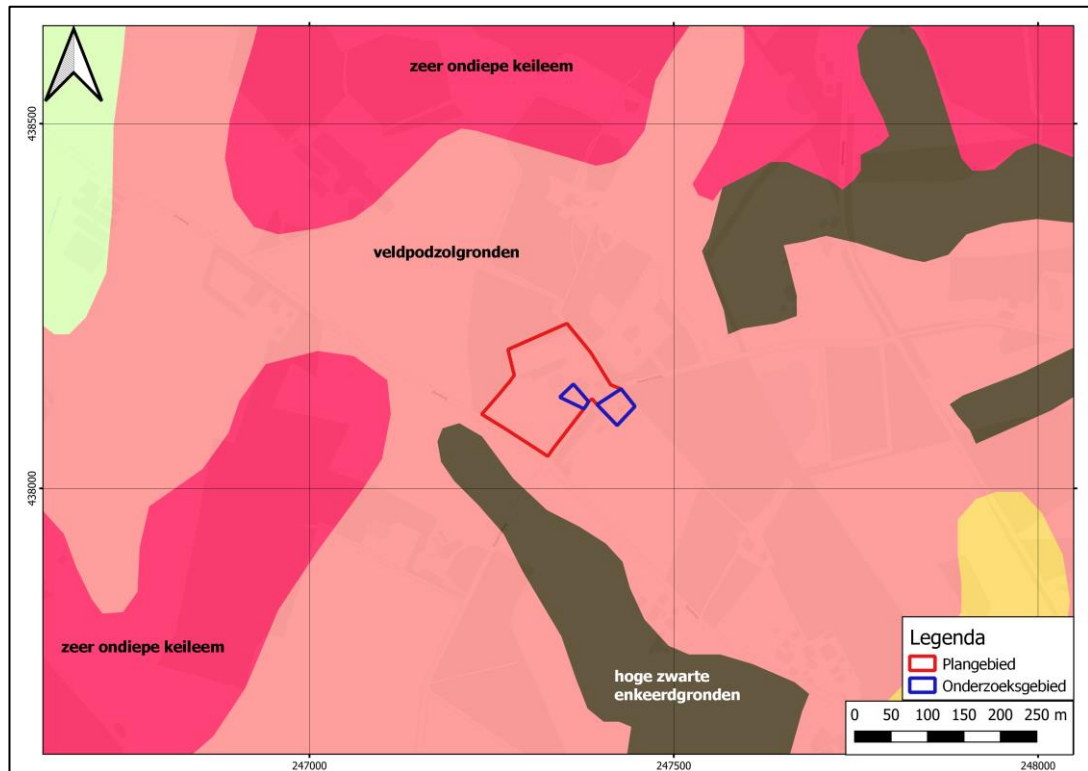 zeer ondiepe keileem
438500
veldpodzolgronden
438000
zeer ondiepe keileem
hoge zwarte
enkeerdgronden
Legenda
Plangebied
Onderzoeksgebied
0 50 100 150 200 250 m
247000 247500 248000